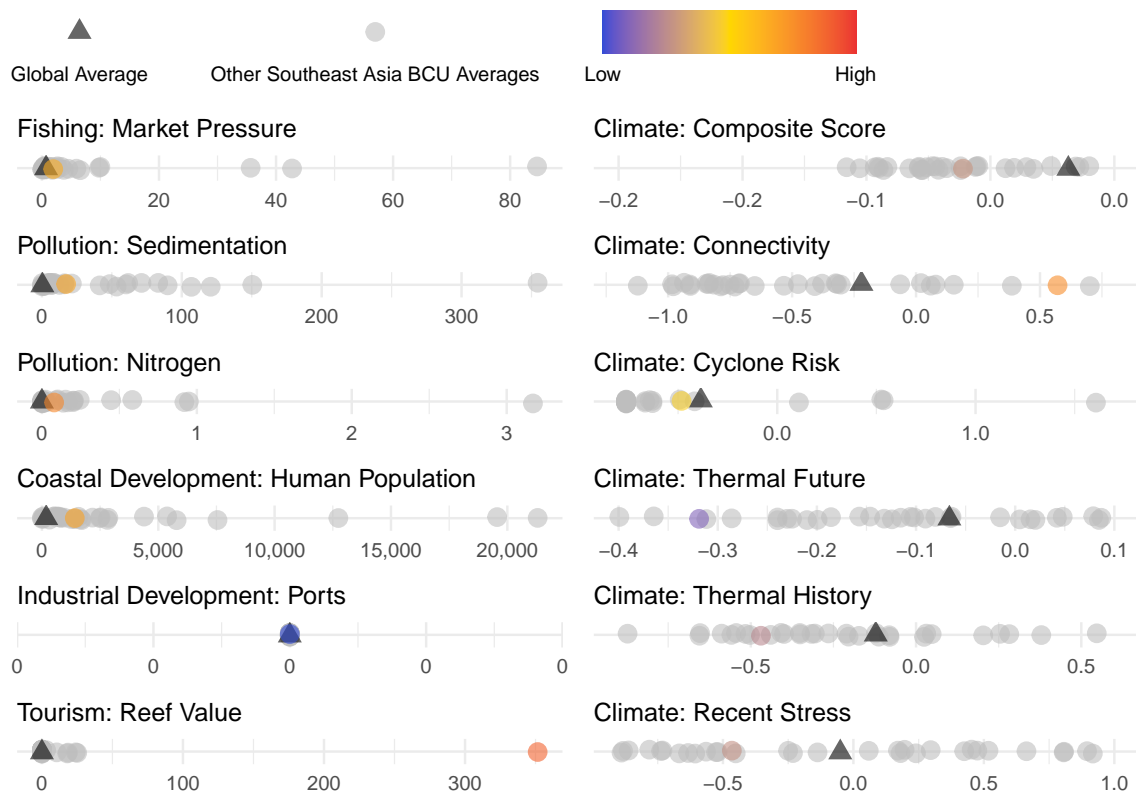 Global Average
Other Southeast Asia BCU Averages
Low
High
Fishing: Market Pressure
0 20 40 60 80
Pollution: Sedimentation
0 100 200 300
Pollution: Nitrogen
0 1 2 3
Coastal Development: Human Population
0 5,000 10,000 15,000 20,000
Industrial Development: Ports
0 0 0 0 0
Tourism: Reef Value
0 100 200 300
Climate: Composite Score
−0.2 −0.2 −0.1 0.0 0.0
Climate: Connectivity
−1.0 −0.5 0.0 0.5
Climate: Cyclone Risk
0.0 1.0
Climate: Thermal Future
−0.4 −0.3 −0.2 −0.1 0.0 0.1
Climate: Thermal History
−0.5 0.0 0.5
Climate: Recent Stress
−0.5 0.0 0.5 1.0